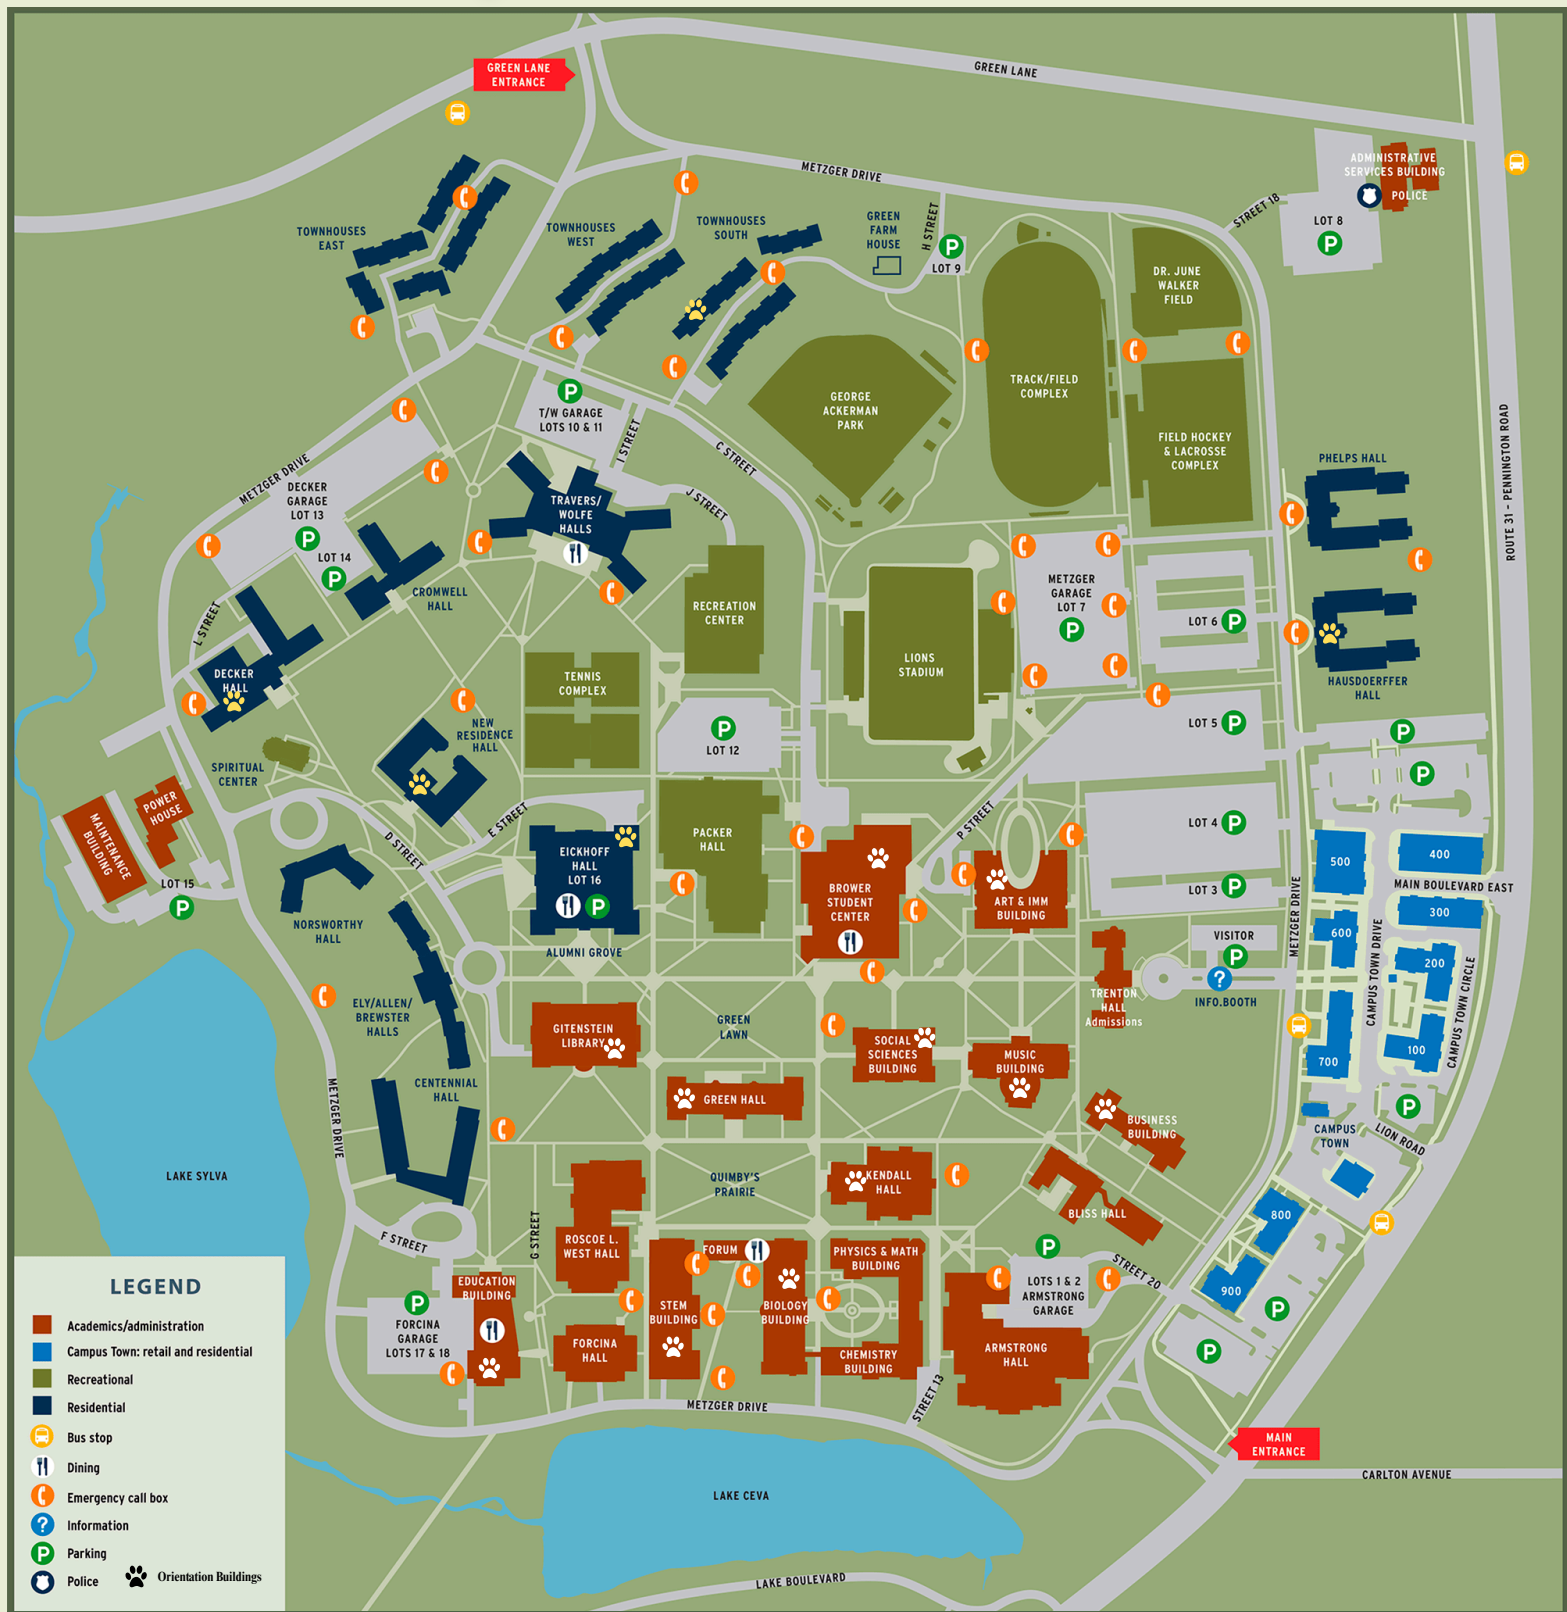 GREEN LANE
ENTRANCE
GREEN LANE
METZGER DRIVE
ADMINISTRATIVE
SERVICES BUILDING
POLICE
STREET 18
LOT 8
P
TOWNHOUSES
EAST
TOWNHOUSES
WEST
TOWNHOUSES
SOUTH
GREEN
FARM
HOUSE
H STREET
P
LOT 9
DR. JUNE
WALKER
FIELD
TRACK/FIELD
COMPLEX
GEORGE
ACKERMAN
PARK
FIELD HOCKEY
& LACROSSE
COMPLEX
P
T/W GARAGE
LOTS 10 & 11
I STREET
C STREET
J STREET
ROUTE 31 - PENNINGTON ROAD
PHELPS HALL
METZGER DRIVE
DECKER
GARAGE
LOT 13
P
LOT 14
P
TRAVERS/
WOLFE
HALLS
CROMWELL
HALL
L STREET
DECKER
HALL
RECREATION
CENTER
METZGER
GARAGE
LOT 7
P
LOT 6
P
LIONS
STADIUM
HAUSDOERFFER
HALL
TENNIS
COMPLEX
NEW
RESIDENCE
HALL
P
LOT 12
LOT 5
P
P
P
SPIRITUAL
CENTER
POWER
HOUSE
MAINTENANCE
BUILDING
LOT 15
P
D STREET
E STREET
PACKER
HALL
P STREET
LOT 4
P
LOT 3
P
EICKHOFF
HALL
LOT 16
P
ALUMNI GROVE
BROWER
STUDENT
CENTER
ART & IMM
BUILDING
METZGER DRIVE
500
400
MAIN BOULEVARD EAST
300
600
200
CAMPUS TOWN DRIVE
CAMPUS TOWN CIRCLE
700
100
NORSWORTHY
HALL
VISITOR
P
?
INFO.BOOTH
TRENTON
HALL
Admissions
ELY/ALLEN/
BREWSTER
HALLS
GITENSTEIN
LIBRARY
GREEN
LAWN
SOCIAL
SCIENCES
BUILDING
MUSIC
BUILDING
METZGER DRIVE
CENTENNIAL
HALL
GREEN HALL
BUSINESS
BUILDING
CAMPUS
TOWN
P
LION ROAD
LAKE SYLVA
QUIMBY'S
PRAIRIE
KENDALL
HALL
BLISS HALL
800
900
P
P
F STREET
G STREET
ROSCOE L.
WEST HALL
FORUM
PHYSICS & MATH
BUILDING
P
LOTS 1 & 2
ARMSTRONG
GARAGE
STREET 20
EDUCATION
BUILDING
P
FORCINA
GARAGE
LOTS 17 & 18
FORCINA
HALL
STEM
BUILDING
BIOLOGY
BUILDING
CHEMISTRY
BUILDING
ARMSTRONG
HALL
STREET 13
METZGER DRIVE
MAIN
ENTRANCE
CARLTON AVENUE
LAKE CEVA
LAKE BOULEVARD
LEGEND
Academics/administration
Campus Town: retail and residential
Recreational
Residential
Bus stop
Dining
Emergency call box
? Information
P Parking
Police
Orientation Buildings